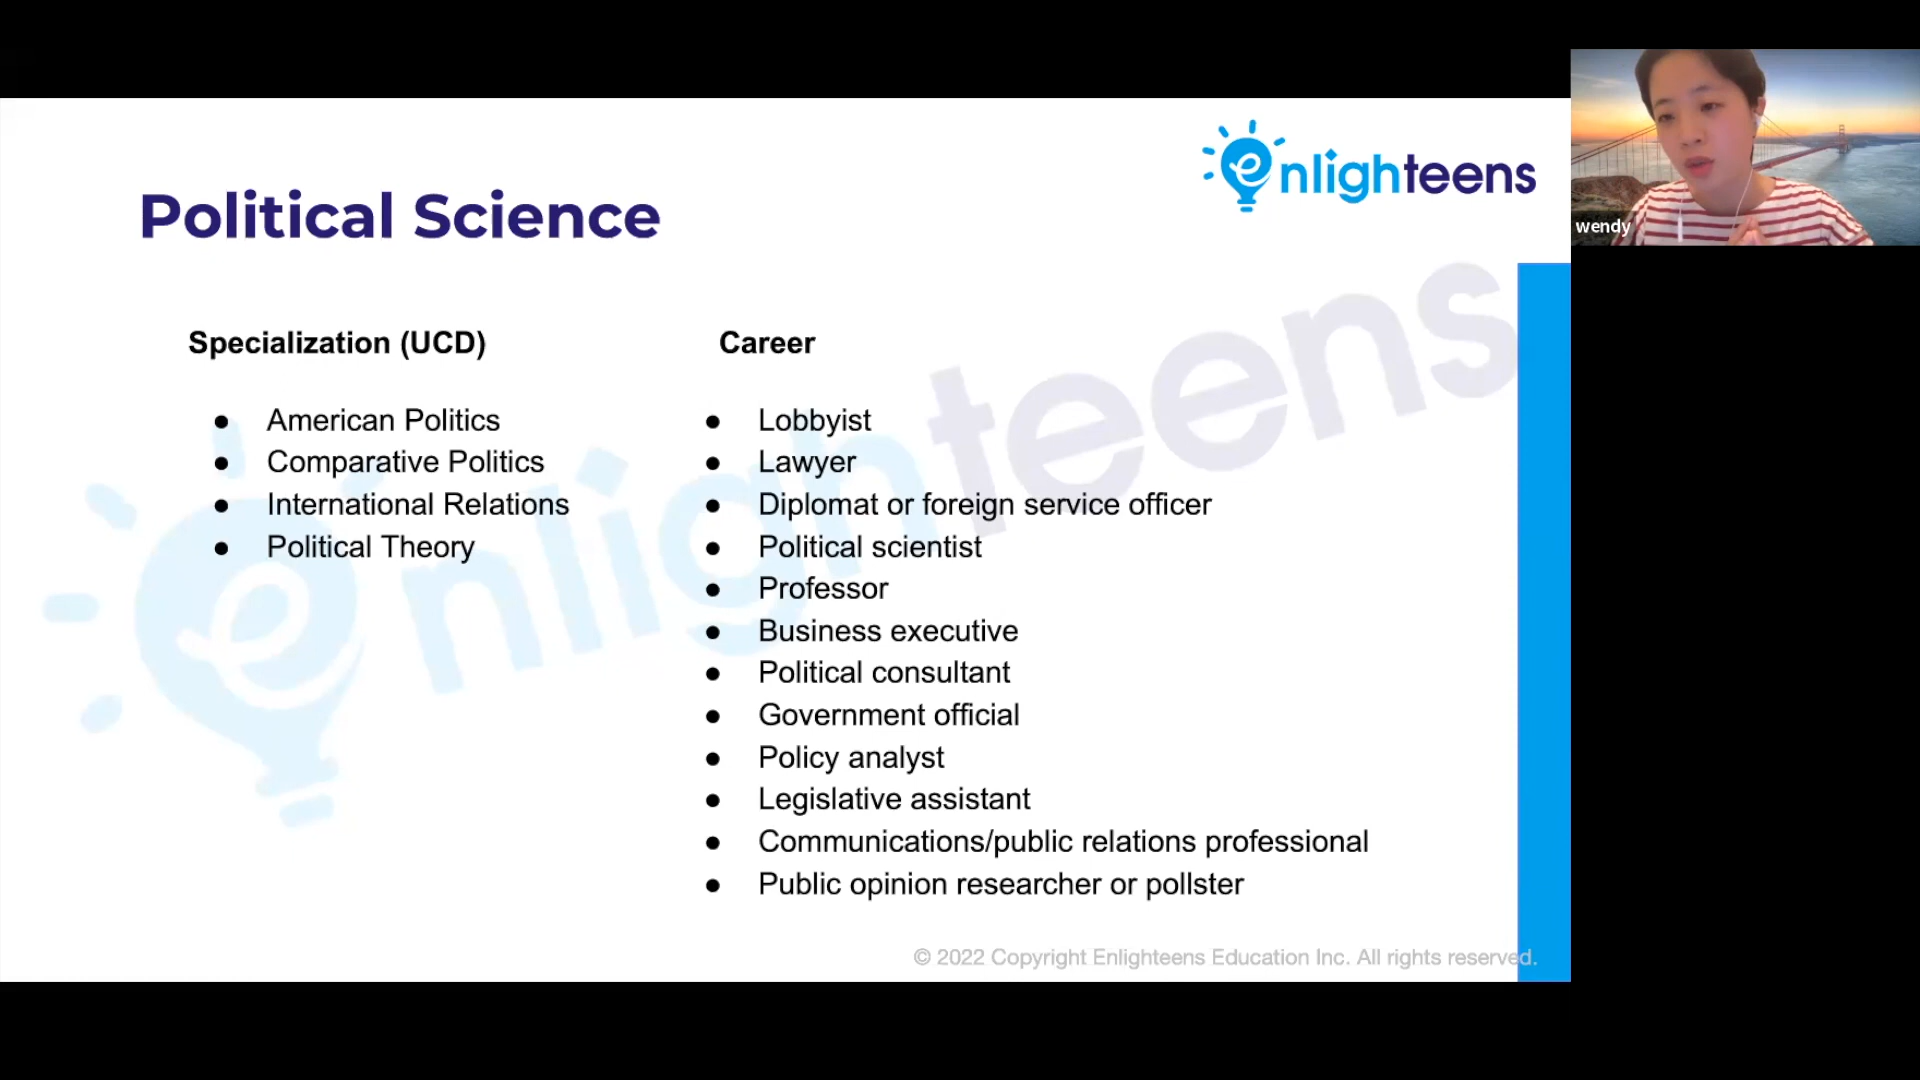 enlighteens
wendy
Political Science
Specialization (UCD)
● American Politics
● Comparative Politics
● International Relations
● Political Theory
Career
● Lobbyist
● Lawyer
● Diplomat or foreign service officer
● Political scientist
● Professor
● Business executive
● Political consultant
● Government official
● Policy analyst
● Legislative assistant
● Communications/public relations professional
● Public opinion researcher or pollster
enlighteens
© 2022 Copyright Enlighteens Education Inc. All rights reserved.